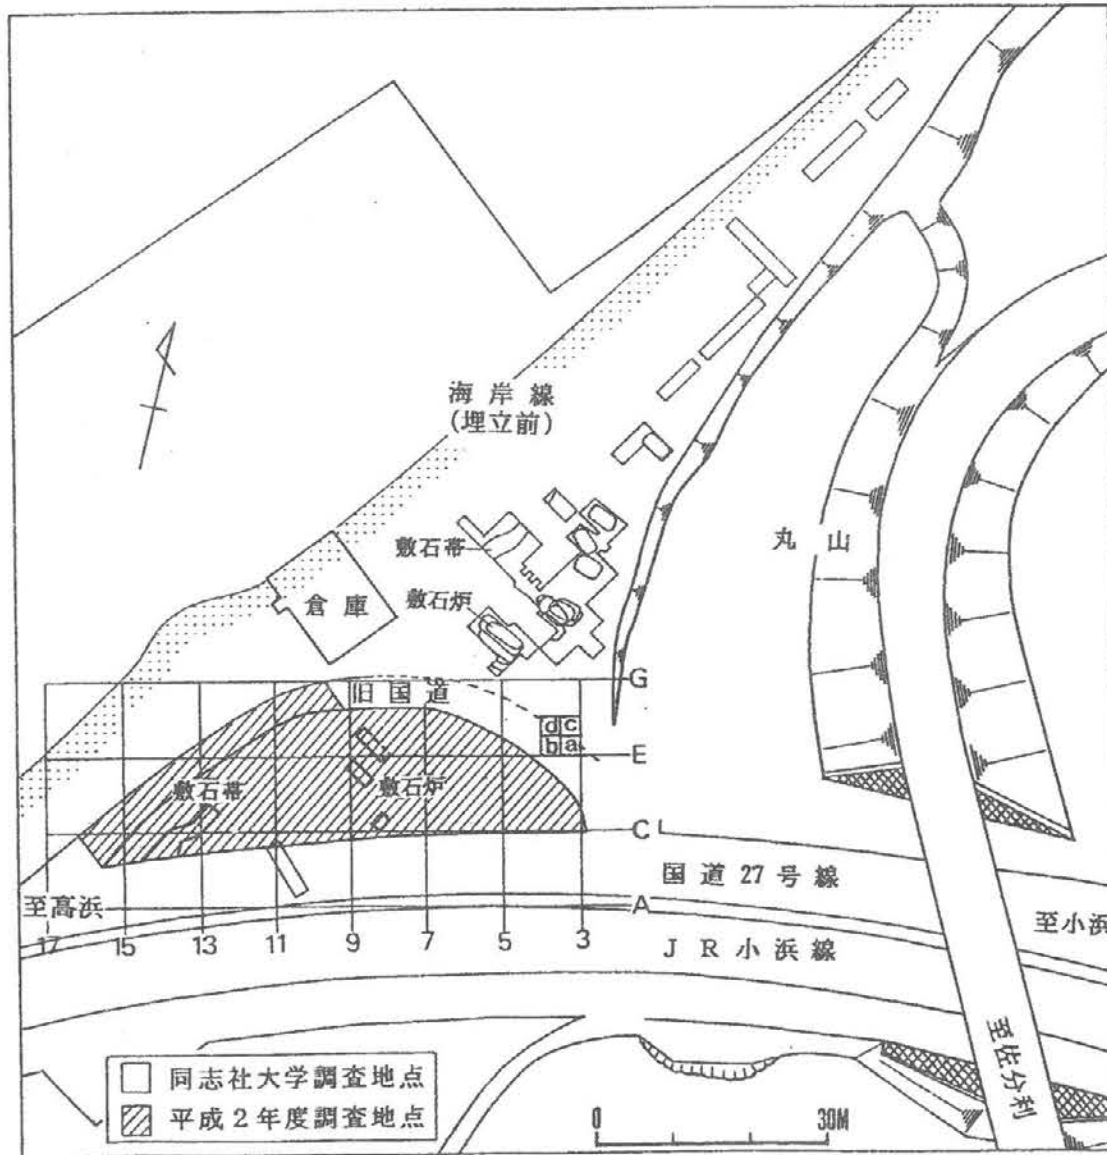 海岸線
(埋立前)
敷石帯
丸山
敷石炉
倉庫
G
旧国道
d c
b a
E
敷石帯
敷石炉
C
国道27号線
至高浜
A
至小浜
17 15 13 11 9 7 5 3
JR小浜線
至佐分利
同志社大学調査地点
平成2年度調査地点
0 30M